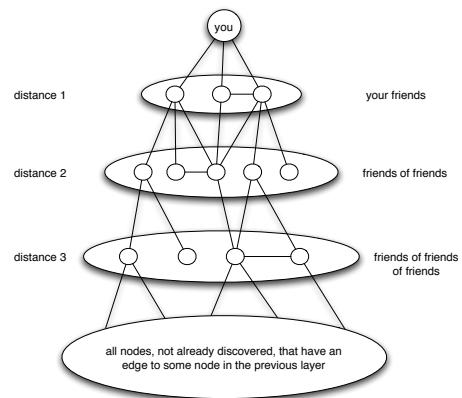 you
distance 1
your friends
distance 2
friends of friends
distance 3
friends of friends
of friends
all nodes, not already discovered, that have an
edge to some node in the previous layer